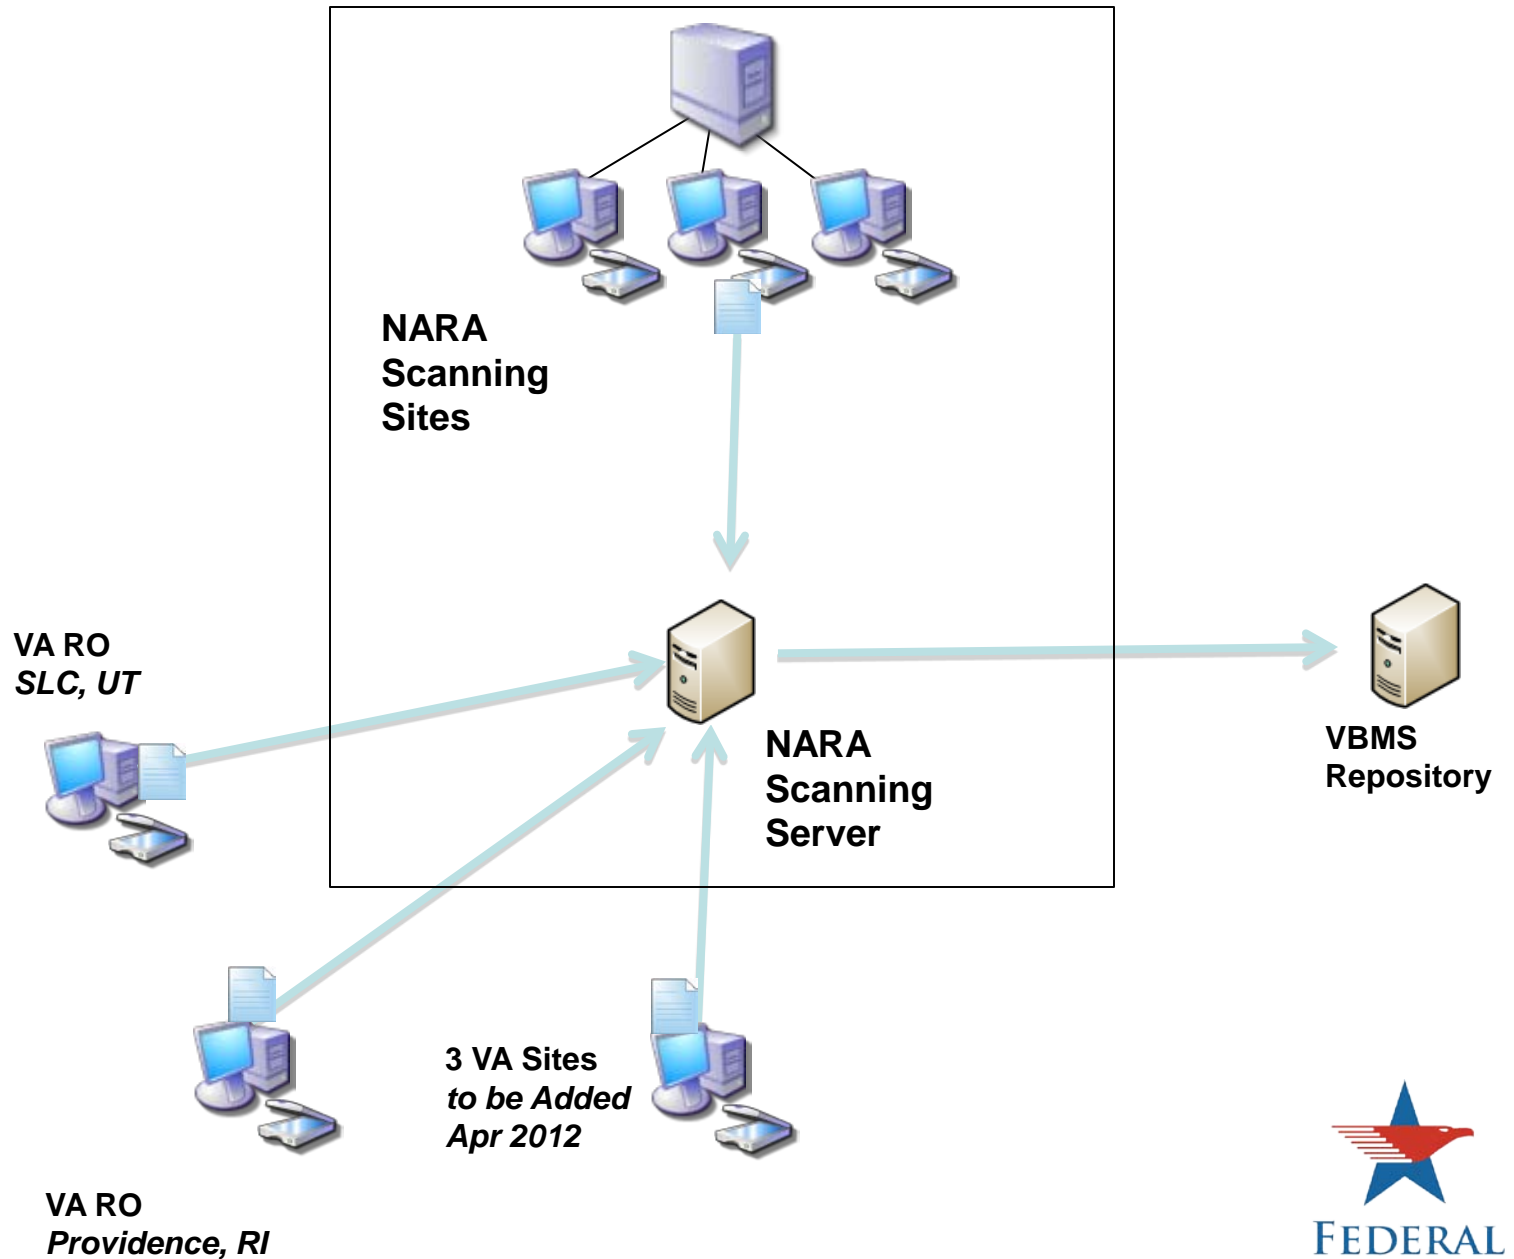 NARA
Scanning
Sites
VA RO
SLC, UT
NARA
Scanning
Server
VBMS
Repository
3 VA Sites
to be Added
Apr 2012
VA RO
Providence, RI
FEDERAL